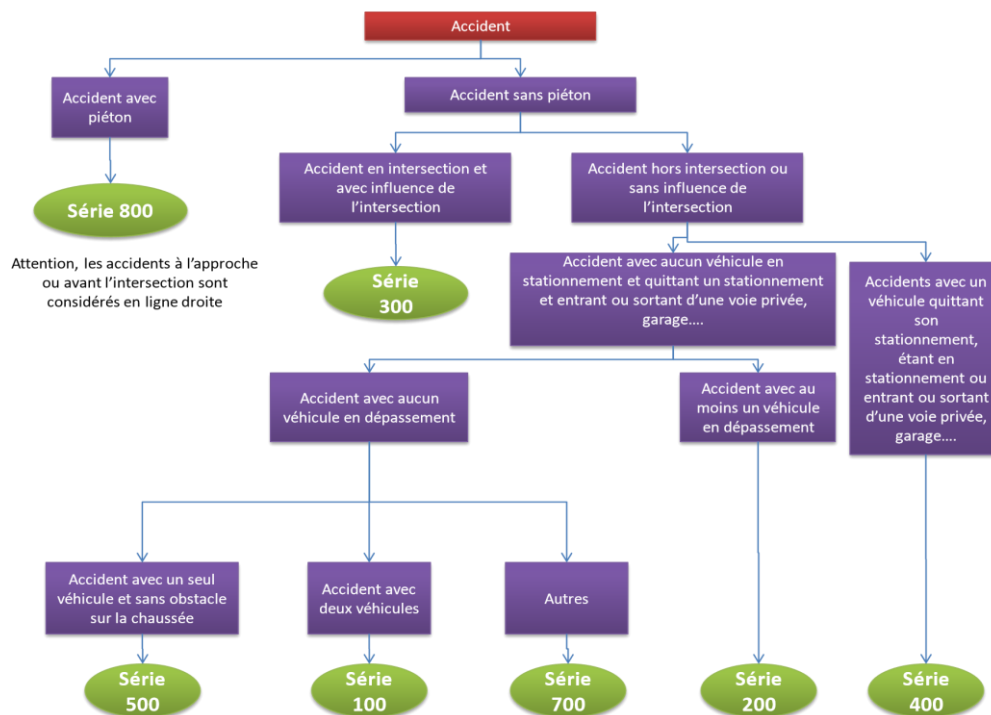 Accident
Accident avec
piéton
Accident sans piéton
Accident en intersection et
avec influence de
l'intersection
Accident hors intersection ou
sans influence de
l'intersection
Série 800
Attention, les accidents à l'approche
ou avant l'intersection sont
considérés en ligne droite
Série
300
Accident avec aucun véhicule en
stationnement et quittant un stationnement
et entrant ou sortant d'une voie privée,
garage....
Accidents avec un
véhicule quittant
son
stationnement,
étant en
stationnement ou
entrant ou sortant
d'une voie privée,
garage....
Accident avec aucun
véhicule en dépassement
Accident avec au
moins un véhicule
en dépassement
Accident avec un seul
véhicule et sans obstacle
sur la chaussée
Accident avec
deux véhicules
Autres
Série
500
Série
100
Série
700
Série
200
Série
400